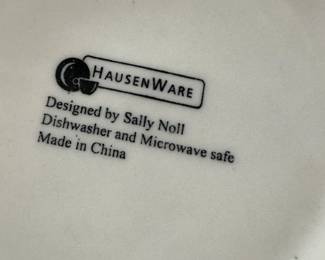 HAUSENWARE
Designed by Sally Noll
Dishwasher and Microwave safe
Made in China